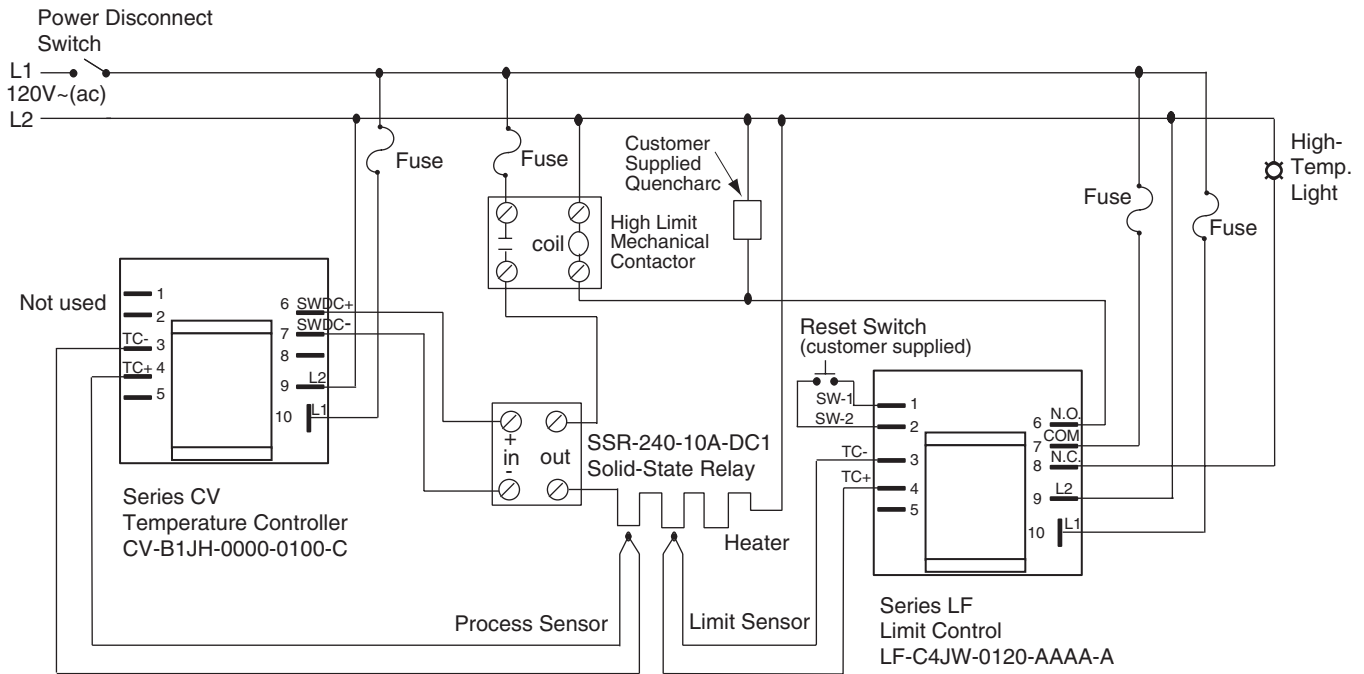 Power Disconnect
Switch
L1
120V~(ac)
L2
Fuse
Fuse
Customer
Supplied
Quencharc
High-
Temp.
Light
Fuse
Fuse
coil
High Limit
Mechanical
Contactor
Not used
1
2
TC- 3
TC+ 4
5
6 SWDC+
7 SWDC-
8
9 L2
10 L1
Reset Switch
(customer supplied)
SW-1 1
SW-2 2
TC- 3
TC+ 4
5
6 N.O.
7 COM
8 N.C.
9 L2
10 L1
+
in
-
out
SSR-240-10A-DC1
Solid-State Relay
Heater
Series CV
Temperature Controller
CV-B1JH-0000-0100-C
Process Sensor
Limit Sensor
Series LF
Limit Control
LF-C4JW-0120-AAAA-A